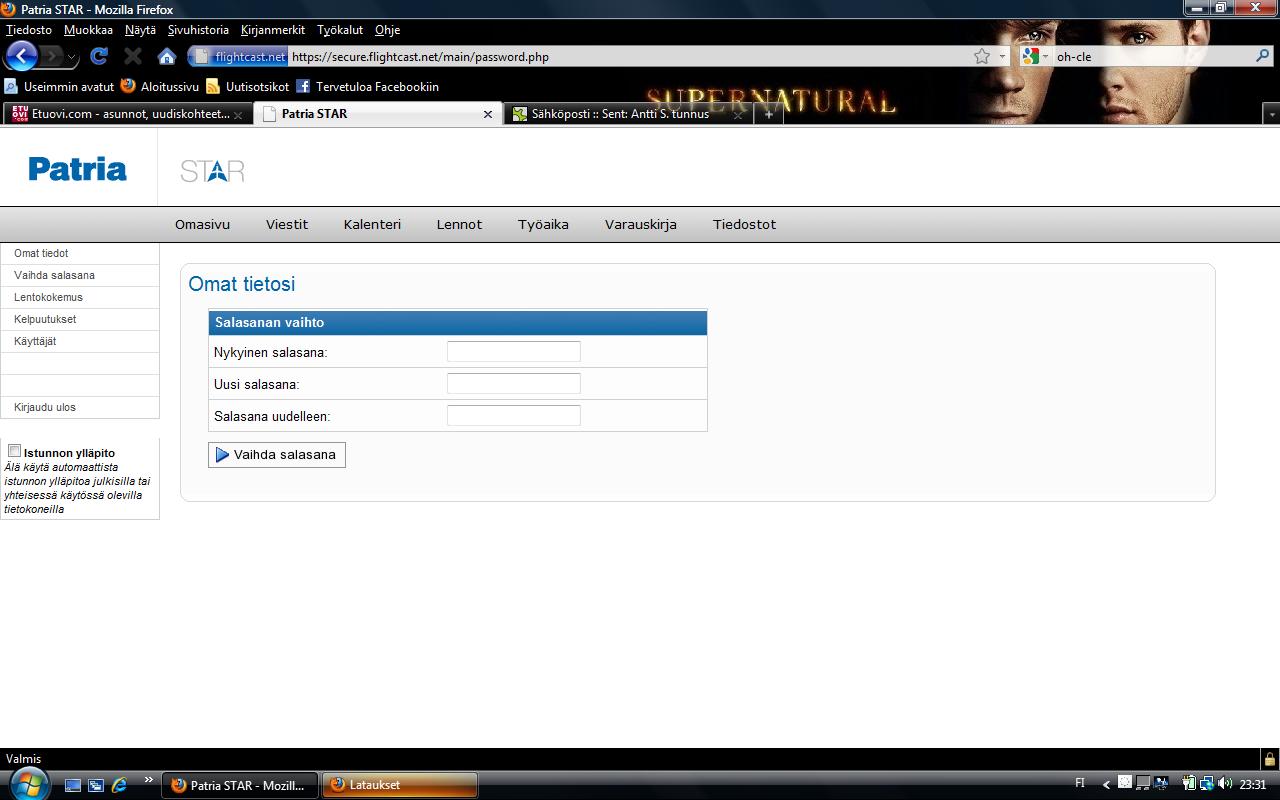 Patria STAR - Mozilla Firefox
Tiedosto Muokkaa Näytä Sivuhistoria Kirjanmerkit Työkalut Ohje
flightcast.net https://secure.flightcast.net/main/password.php oh-cle
Useimmin avatut Aloitussivu Uutisotsikot Tervetuloa Facebookiin
SUPERNATURAL
ETUOVI.COM Etuovi.com - asunnot, uudiskohteet... Patria STAR Sähköposti :: Sent: Antti S. tunnus
Patria STAR
Omasivu Viestit Kalenteri Lennot Työaika Varauskirja Tiedostot
Omat tiedot
Vaihda salasana
Lentokokemus
Kelpuutukset
Käyttäjät
Kirjaudu ulos
Istunnon ylläpito
Älä käytä automaattista
istunnon ylläpitoa julkisilla tai
yhteisessä käytössä olevilla
tietokoneilla
Omat tietosi
Salasanan vaihto
Nykyinen salasana:
Uusi salasana:
Salasana uudelleen:
Vaihda salasana
Valmis
Patria STAR - Mozill... Lataukset FI 23:31